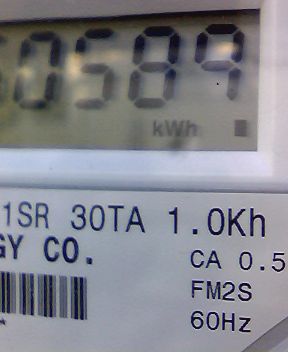 0589
kWh
1SR 30TA 1.0Kh
GY CO.
CA 0.5
FM2S
60Hz